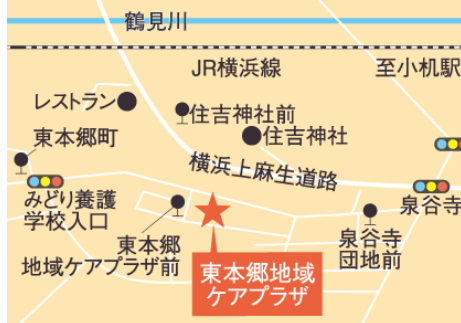 鶴見川
JR横浜線
至小机駅
レストラン
住吉神社前
住吉神社
東本郷町
横浜上麻生道路
みどり養護
学校入口
泉谷寺
東本郷
地域ケアプラザ前
泉谷寺
団地前
東本郷地域
ケアプラザ